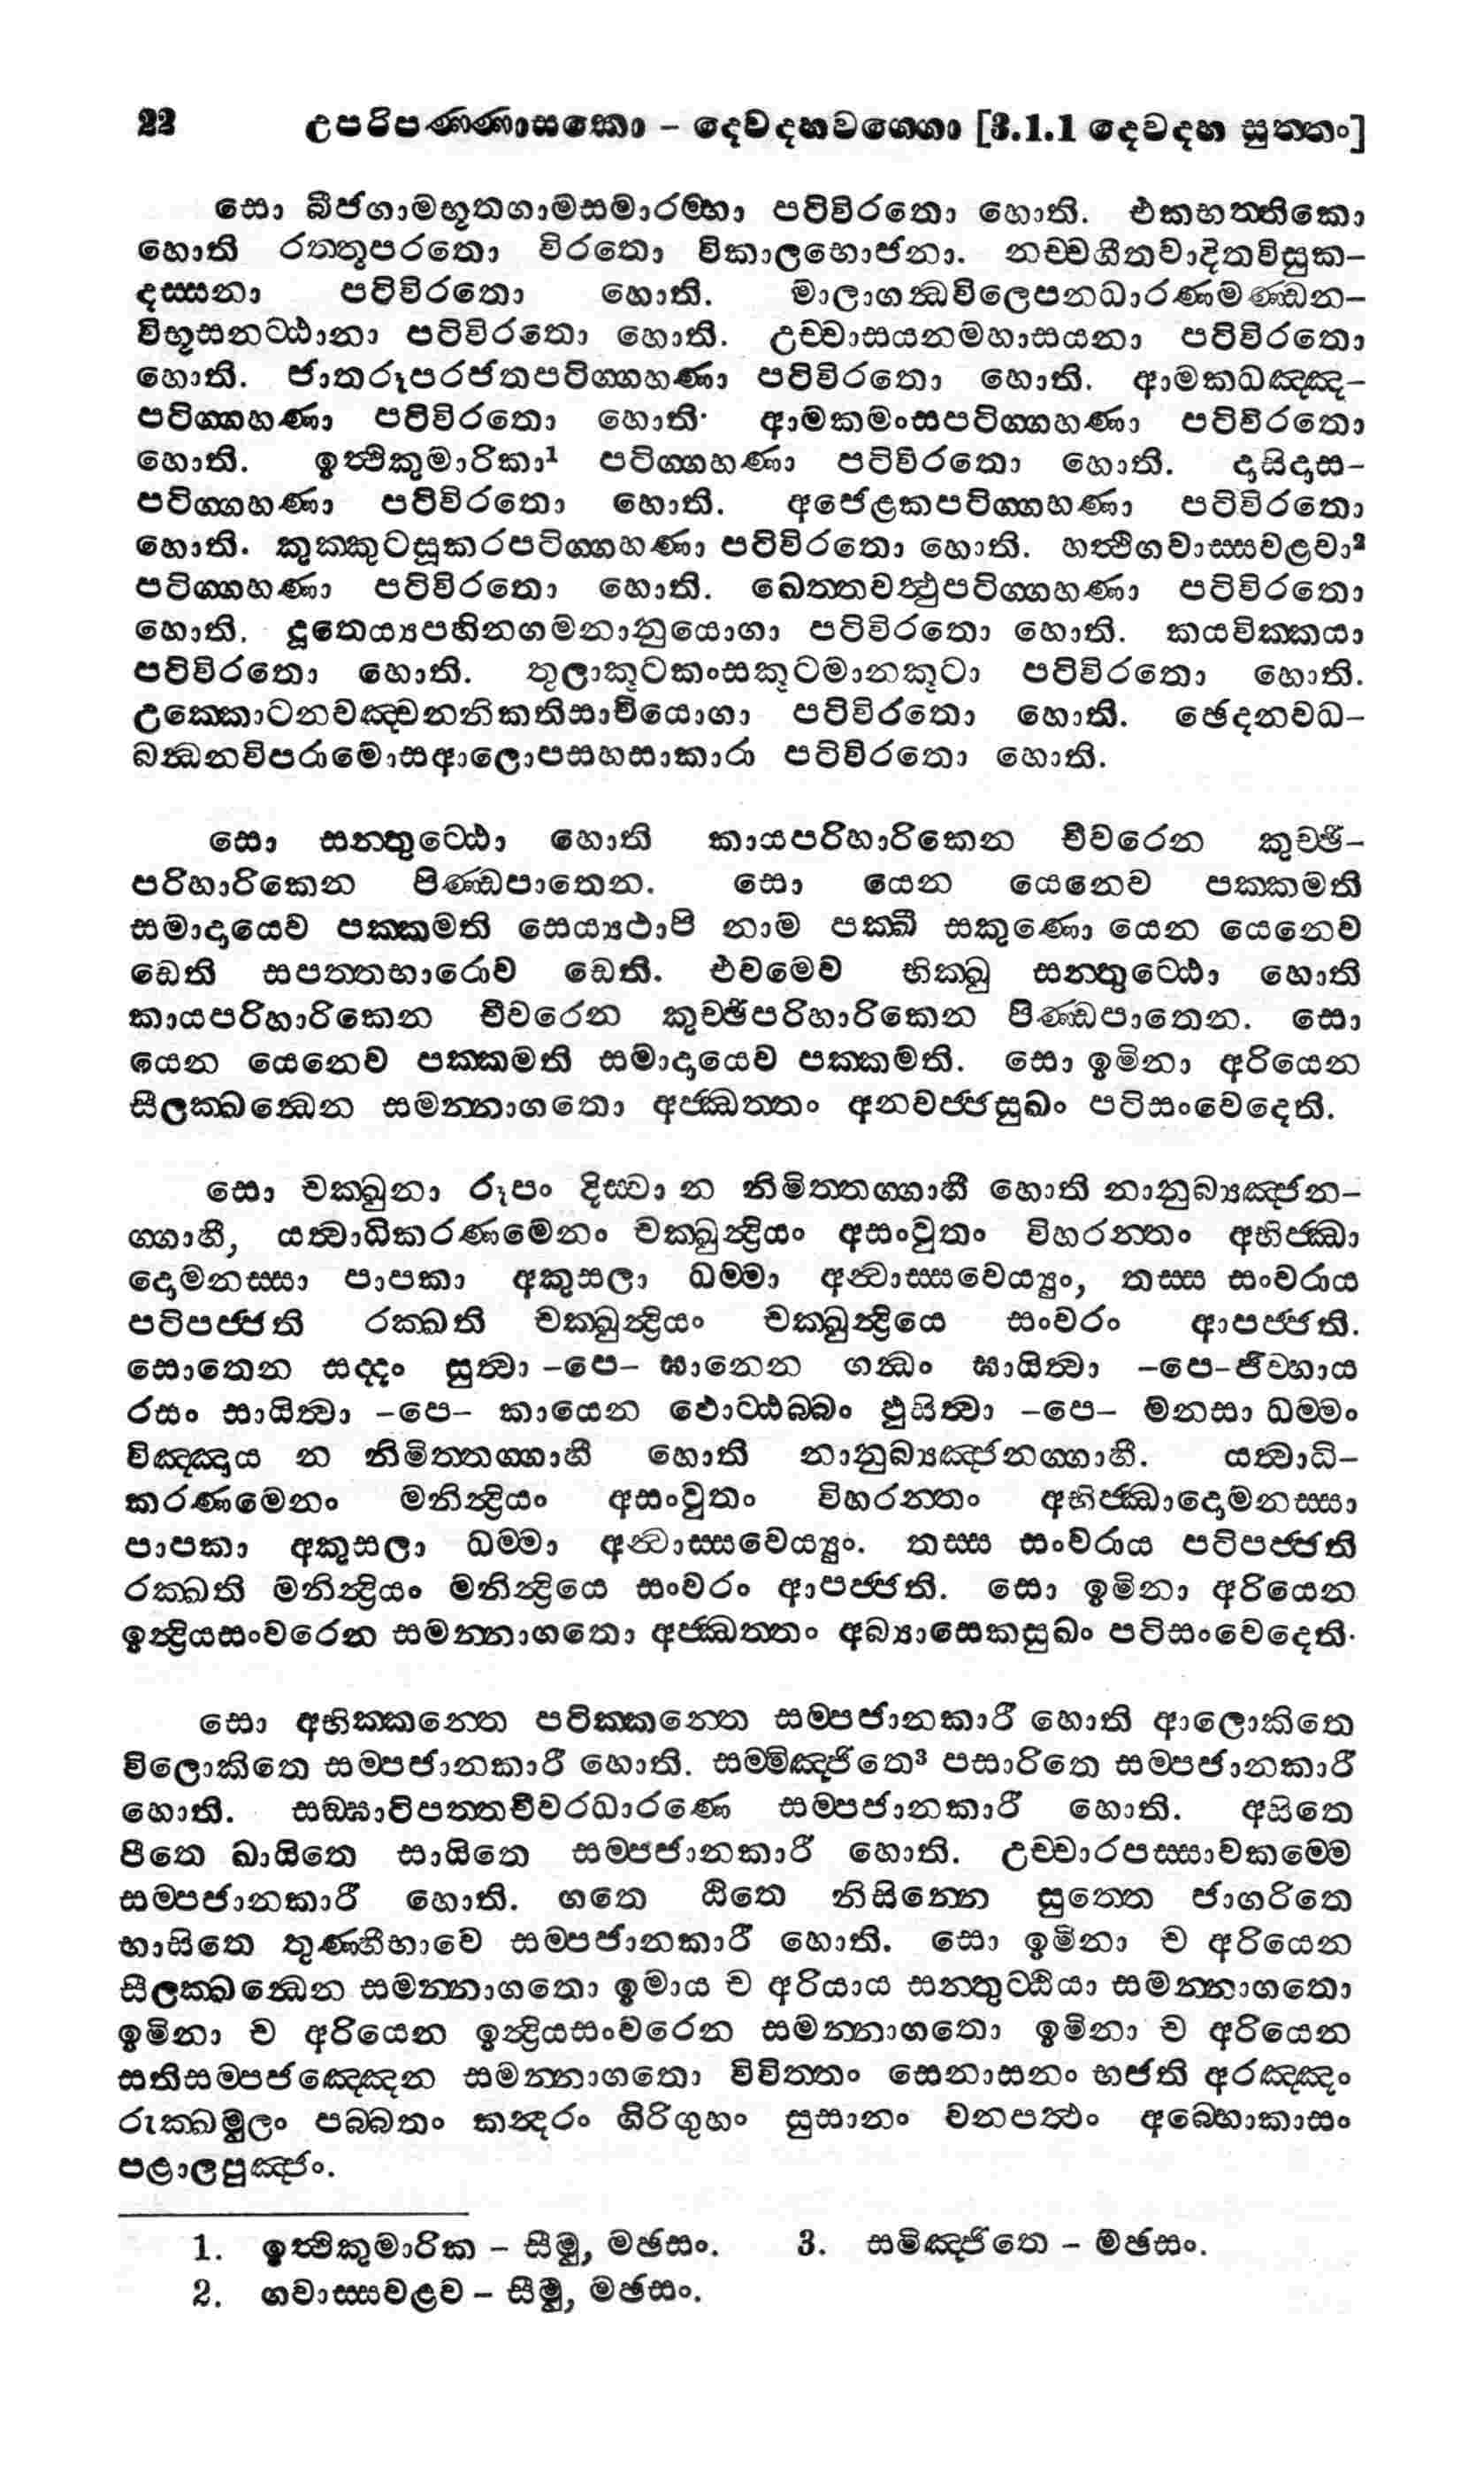 22 උපරිපණ්ණාසකො – දෙවදහවග්ගො [3.1.1 දෙවදහ සුත්තං]
සො බීජගාමභූතගාමසමාරම්භා පටිවිරතො හොති. එකභත්තිකො
හොති රත්තූපරතො විරතො විකාලභොජනා. නච්චගීතවාදිතවිසුක–
දස්සනා පටිවිරතො හොති. මාලාගන්ධවිලෙපනධාරණමණ්ඩන–
විභූසනට්ඨානා පටිවිරතො හොති. උච්චාසයනමහාසයනා පටිවිරතො
හොති. ජාතරූපරජතපටිග්ගහණා පටිවිරතො හොති. ආමකධඤ්ඤ–
පටිග්ගහණා පටිවිරතො හොති. ආමකමංසපටිග්ගහණා පටිවිරතො
හොති. ඉත්ථිකුමාරිකා¹ පටිග්ගහණා පටිවිරතො හොති. දාසිදාස–
පටිග්ගහණා පටිවිරතො හොති. අජෙළකපටිග්ගහණා පටිවිරතො
හොති. කුක්කුටසූකරපටිග්ගහණා පටිවිරතො හොති. හත්ථිගවාස්සවළවා²
පටිග්ගහණා පටිවිරතො හොති. ඛෙත්තවත්ථුපටිග්ගහණා පටිවිරතො
හොති. දූතෙය්‍යපහිනගමනානුයොගා පටිවිරතො හොති. කයවික්කයා
පටිවිරතො හොති. තුලාකූටකංසකූටමානකූටා පටිවිරතො හොති.
උක්කොටනවඤ්චනනිකතිසාචියොගා පටිවිරතො හොති. ඡෙදනවධ–
බන්ධනවිපරාමොසආලොපසහසාකාරා පටිවිරතො හොති.
සො සන්තුට්ඨො හොති කායපරිහාරිකෙන චීවරෙන කුච්ඡි–
පරිහාරිකෙන පිණ්ඩපාතෙන. සො යෙන යෙනෙව පක්කමති
සමාදායෙව පක්කමති සෙය්‍යථාපි නාම පක්ඛී සකුණො යෙන යෙනෙව
ඩෙති සපත්තභාරොව ඩෙති. එවමෙව භික්ඛු සන්තුට්ඨො හොති
කායපරිහාරිකෙන චීවරෙන කුච්ඡිපරිහාරිකෙන පිණ්ඩපාතෙන. සො
යෙන යෙනෙව පක්කමති සමාදායෙව පක්කමති. සො ඉමිනා අරියෙන
සීලක්ඛන්ධෙන සමන්නාගතො අජ්ඣත්තං අනවජ්ජසුඛං පටිසංවෙදෙති.
සො චක්ඛුනා රූපං දිස්වා න නිමිත්තග්ගාහී හොති නානුබ්‍යඤ්ජන–
ග්ගාහී, යත්වාධිකරණමෙනං චක්ඛුන්ද්‍රියං අසංවුතං විහරන්තං අභිජ්ඣා
දොමනස්සා පාපකා අකුසලා ධම්මා අන්වාස්සවෙය්‍යුං, තස්ස සංවරාය
පටිපජ්ජති රක්ඛති චක්ඛුන්ද්‍රියං චක්ඛුන්ද්‍රියෙ සංවරං ආපජ්ජති.
සොතෙන සද්දං සුත්වා –පෙ– ඝානෙන ගන්ධං ඝායිත්වා –පෙ–ජිව්හාය
රසං සායිත්වා –පෙ– කායෙන ඵොට්ඨබ්බං ඵුසිත්වා –පෙ– මනසා ධම්මං
විඤ්ඤාය න නිමිත්තග්ගාහී හොති නානුබ්‍යඤ්ජනග්ගාහී. යත්වාධි–
කරණමෙනං මනින්ද්‍රියං අසංවුතං විහරන්තං අභිජ්ඣාදොමනස්සා
පාපකා අකුසලා ධම්මා අන්වාස්සවෙය්‍යුං. තස්ස සංවරාය පටිපජ්ජති
රක්ඛති මනින්ද්‍රියං මනින්ද්‍රියෙ සංවරං ආපජ්ජති. සො ඉමිනා අරියෙන
ඉන්ද්‍රියසංවරෙන සමන්නාගතො අජ්ඣත්තං අබ්‍යාසෙකසුඛං පටිසංවෙදෙති.
සො අභික්කන්තෙ පටික්කන්තෙ සම්පජානකාරී හොති ආලොකිතෙ
විලොකිතෙ සම්පජානකාරී හොති. සම්මිඤ්ජිතෙ³ පසාරිතෙ සම්පජානකාරී
හොති. සඞ්ඝාටිපත්තචීවරධාරණෙ සම්පජානකාරී හොති. අසිතෙ
පීතෙ ඛායිතෙ සායිතෙ සම්පජානකාරී හොති. උච්චාරපස්සාවකම්මෙ
සම්පජානකාරී හොති. ගතෙ ඨිතෙ නිසින්නෙ සුත්තෙ ජාගරිතෙ
භාසිතෙ තුණ්හීභාවෙ සම්පජානකාරී හොති. සො ඉමිනා ච අරියෙන
සීලක්ඛන්ධෙන සමන්නාගතො ඉමාය ච අරියාය සන්තුට්ඨියා සමන්නාගතො
ඉමිනා ච අරියෙන ඉන්ද්‍රියසංවරෙන සමන්නාගතො ඉමිනා ච අරියෙන
සතිසම්පජඤ්ඤෙන සමන්නාගතො විවිත්තං සෙනාසනං භජති අරඤ්ඤං
රුක්ඛමූලං පබ්බතං කන්දරං ගිරිගුහං සුසානං වනපත්ථං අබ්භොකාසං
පළාලපුඤ්ජං.
1. ඉත්ථිකුමාරික – සීමු, මඡසං. 3. සමිඤ්ජිතෙ – මඡසං.
2. ගවාස්සවළව – සීමු, මඡසං.